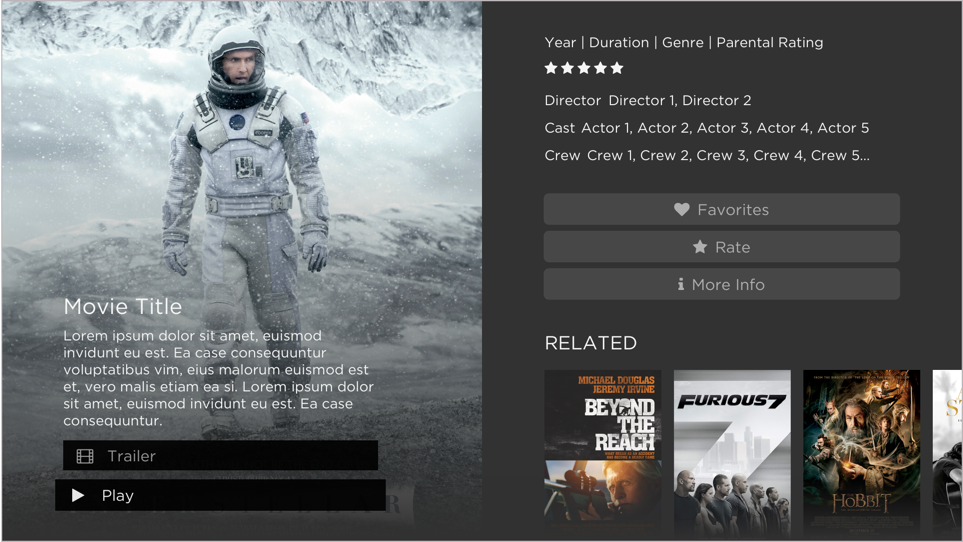 Movie Title
Lorem ipsum dolor sit amet, euismod
invidunt eu est. Ea case consequuntur
voluptatibus vim, eius malorum euismod est
et, vero malis etiam ea si. Lorem ipsum dolor
sit amet, euismod invidunt eu est. Ea case
consequuntur.
Trailer
Play
Year | Duration | Genre | Parental Rating
Director Director 1, Director 2
Cast Actor 1, Actor 2, Actor 3, Actor 4, Actor 5
Crew Crew 1, Crew 2, Crew 3, Crew 4, Crew 5...
Favorites
Rate
More Info
RELATED
MICHAEL DOUGLAS
JEREMY IRVINE
BEYOND
THE
REACH
FURIOUS 7
THE HOBBIT